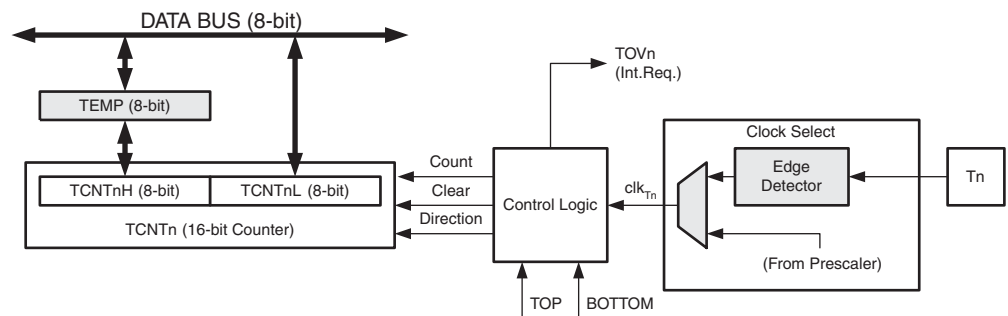 DATA BUS (8-bit)
TOVn
(Int.Req.)
TEMP (8-bit)
Clock Select
Count
Edge
Detector
Tn
TCNTnH (8-bit)
TCNTnL (8-bit)
Clear
Control Logic
clkTn
TCNTn (16-bit Counter)
Direction
(From Prescaler)
TOP
BOTTOM